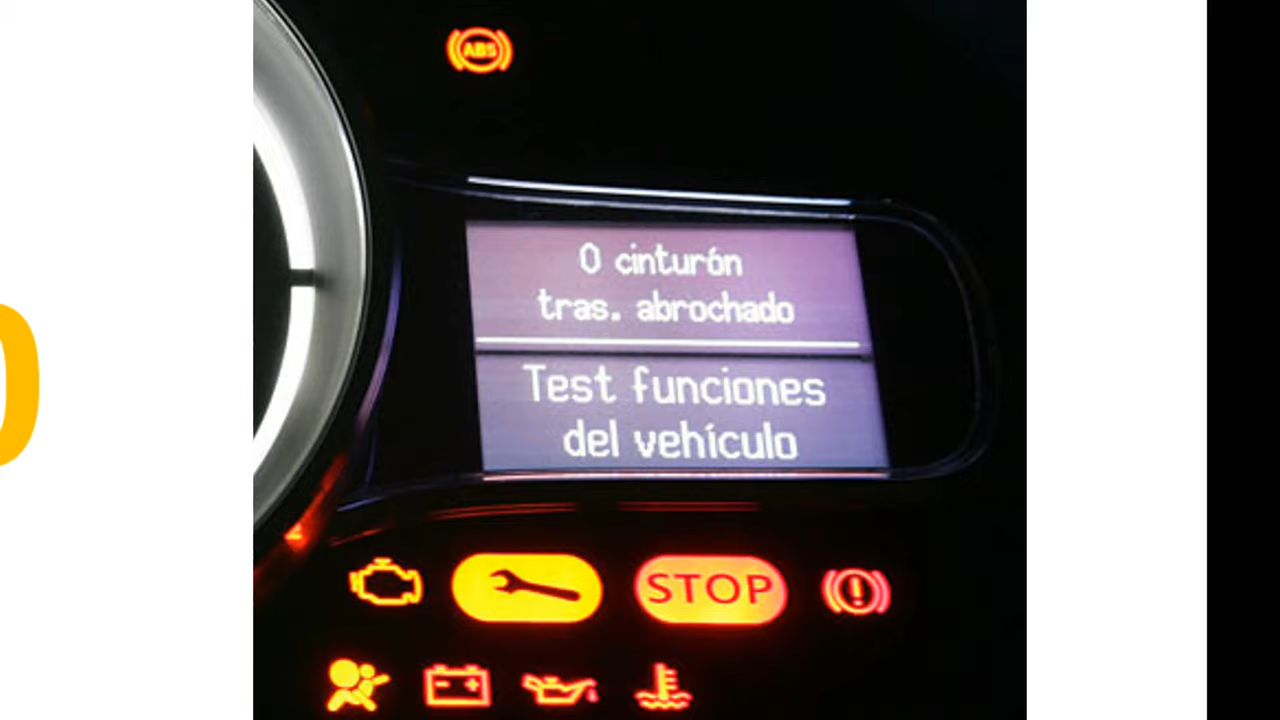 ABS
0 cinturón
tras. abrochado
Test funciones
del vehículo
STOP